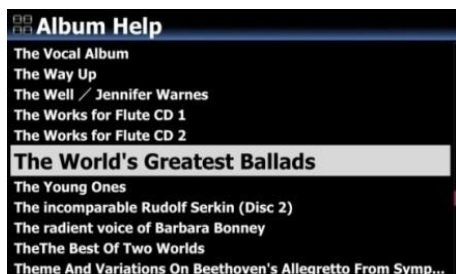 Album Help
The Vocal Album
The Way Up
The Well ／ Jennifer Warnes
The Works for Flute CD 1
The Works for Flute CD 2
The World's Greatest Ballads
The Young Ones
The incomparable Rudolf Serkin (Disc 2)
The radient voice of Barbara Bonney
TheThe Best Of Two Worlds
Theme And Variations On Beethoven's Allegretto From Symp...